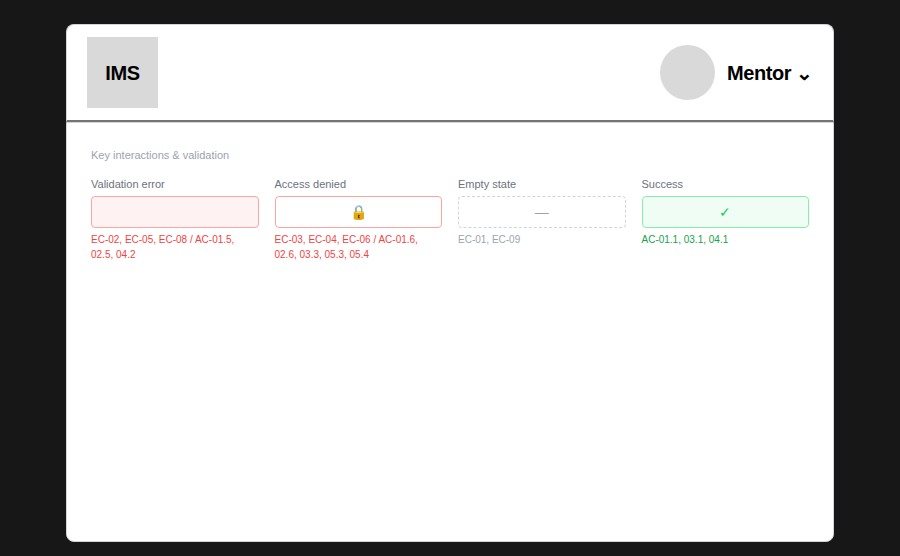 IMS
Mentor
Key interactions & validation
Validation error
Access denied
Empty state
Success
🔒
—
✓
EC-02, EC-05, EC-08 / AC-01.5,
02.5, 04.2
EC-03, EC-04, EC-06 / AC-01.6,
02.6, 03.3, 05.3, 05.4
EC-01, EC-09
AC-01.1, 03.1, 04.1